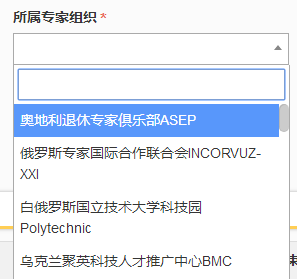 所属专家组织 *
奥地利退休专家俱乐部ASEP
俄罗斯专家国际合作联合会INCORVUZ-
XXI
白俄罗斯国立技术大学科技园
Polytechnic
乌克兰聚英科技人才推广中心BMC